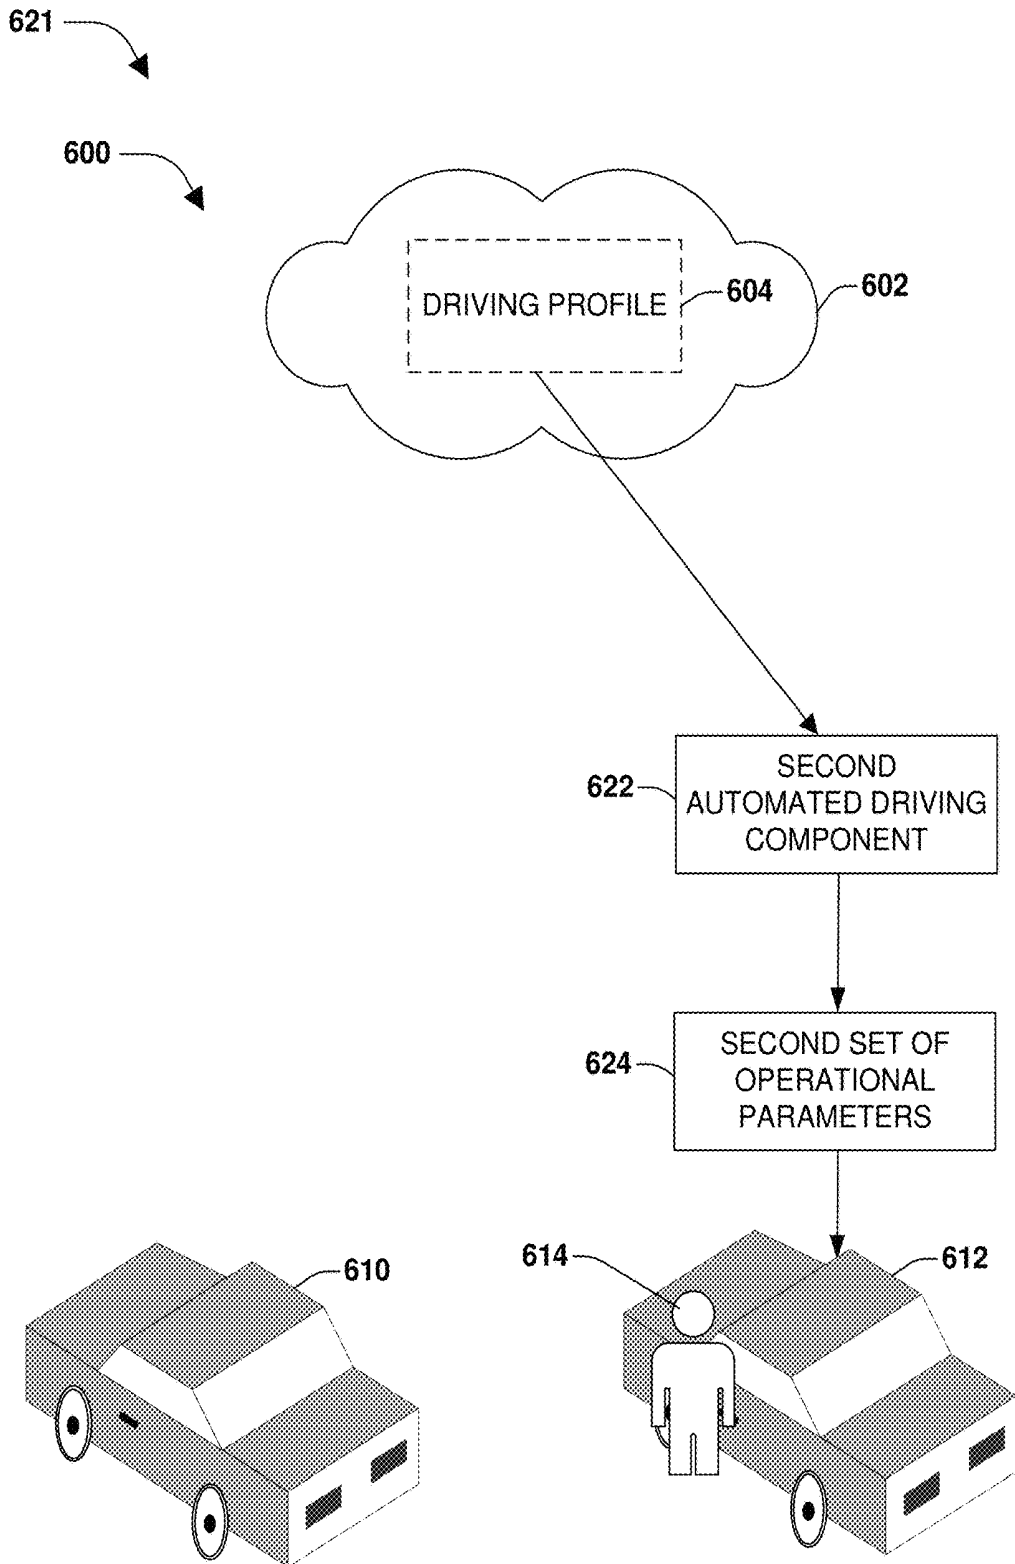 621
600
DRIVING PROFILE
604
602
622
SECOND
AUTOMATED DRIVING
COMPONENT
624
SECOND SET OF
OPERATIONAL
PARAMETERS
610
614
612